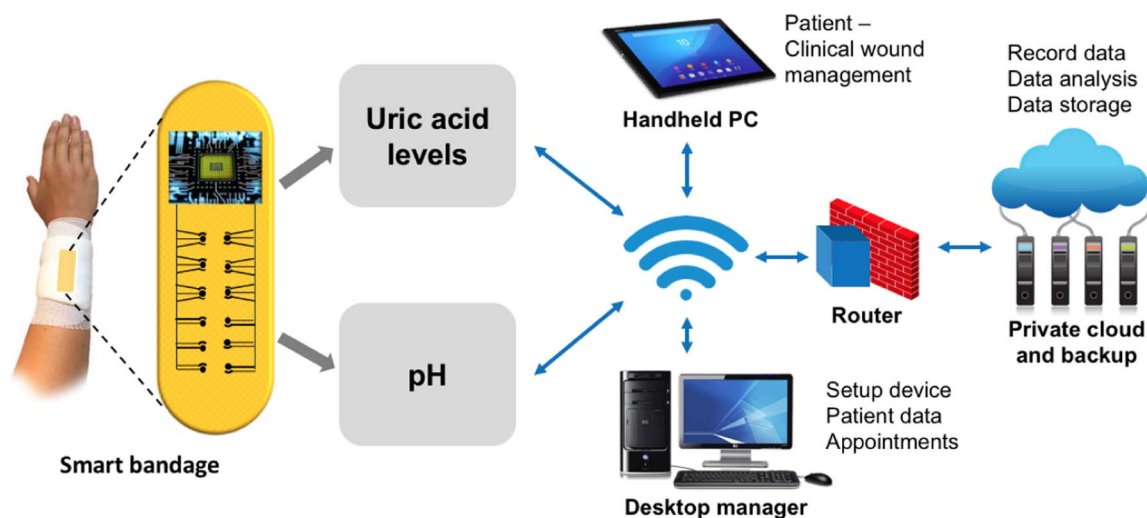 Smart bandage
Uric acid
levels
pH
Patient –
Clinical wound
management
Handheld PC
Router
Record data
Data analysis
Data storage
Private cloud
and backup
Setup device
Patient data
Appointments
Desktop manager